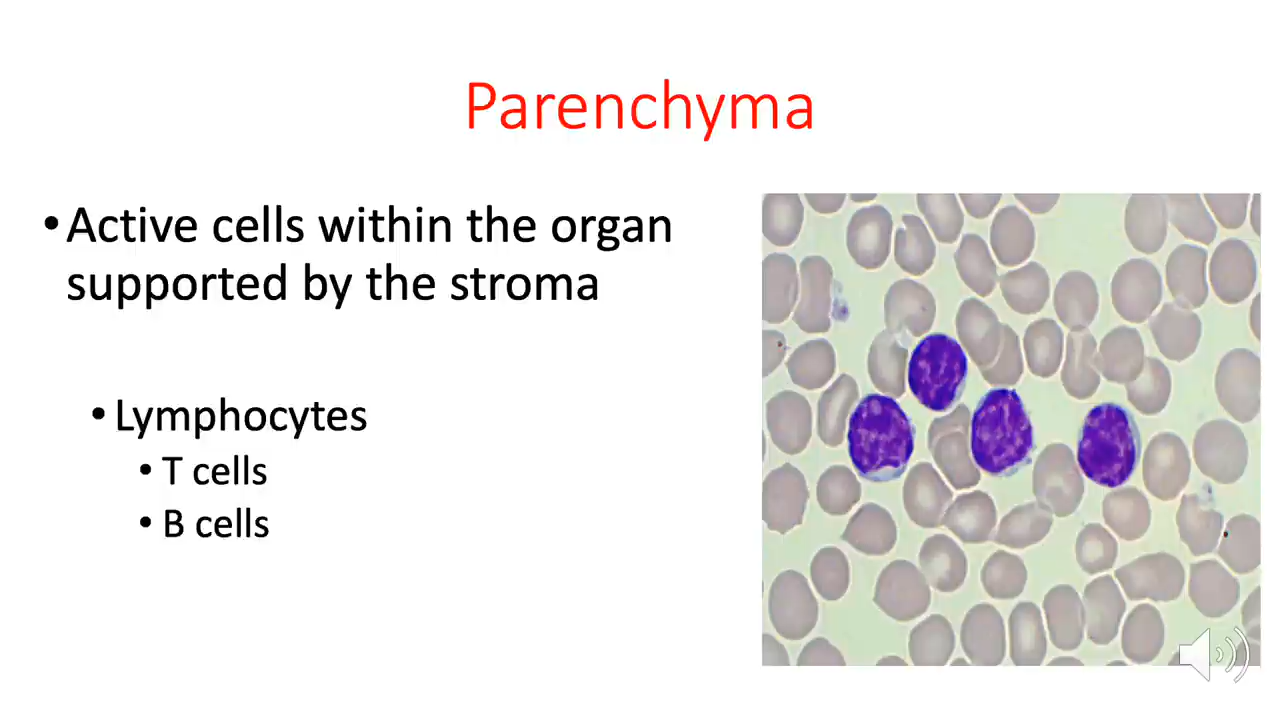 Parenchyma
• Active cells within the organ
supported by the stroma
• Lymphocytes
• T cells
• B cells